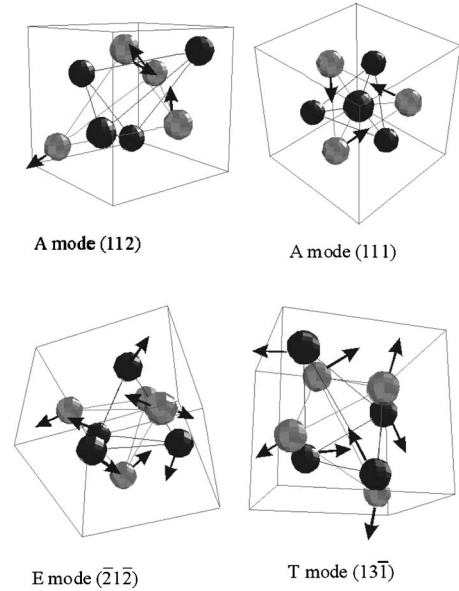 A mode (112)
A mode (111)
E mode (2̅12̅)
T mode (131̅)